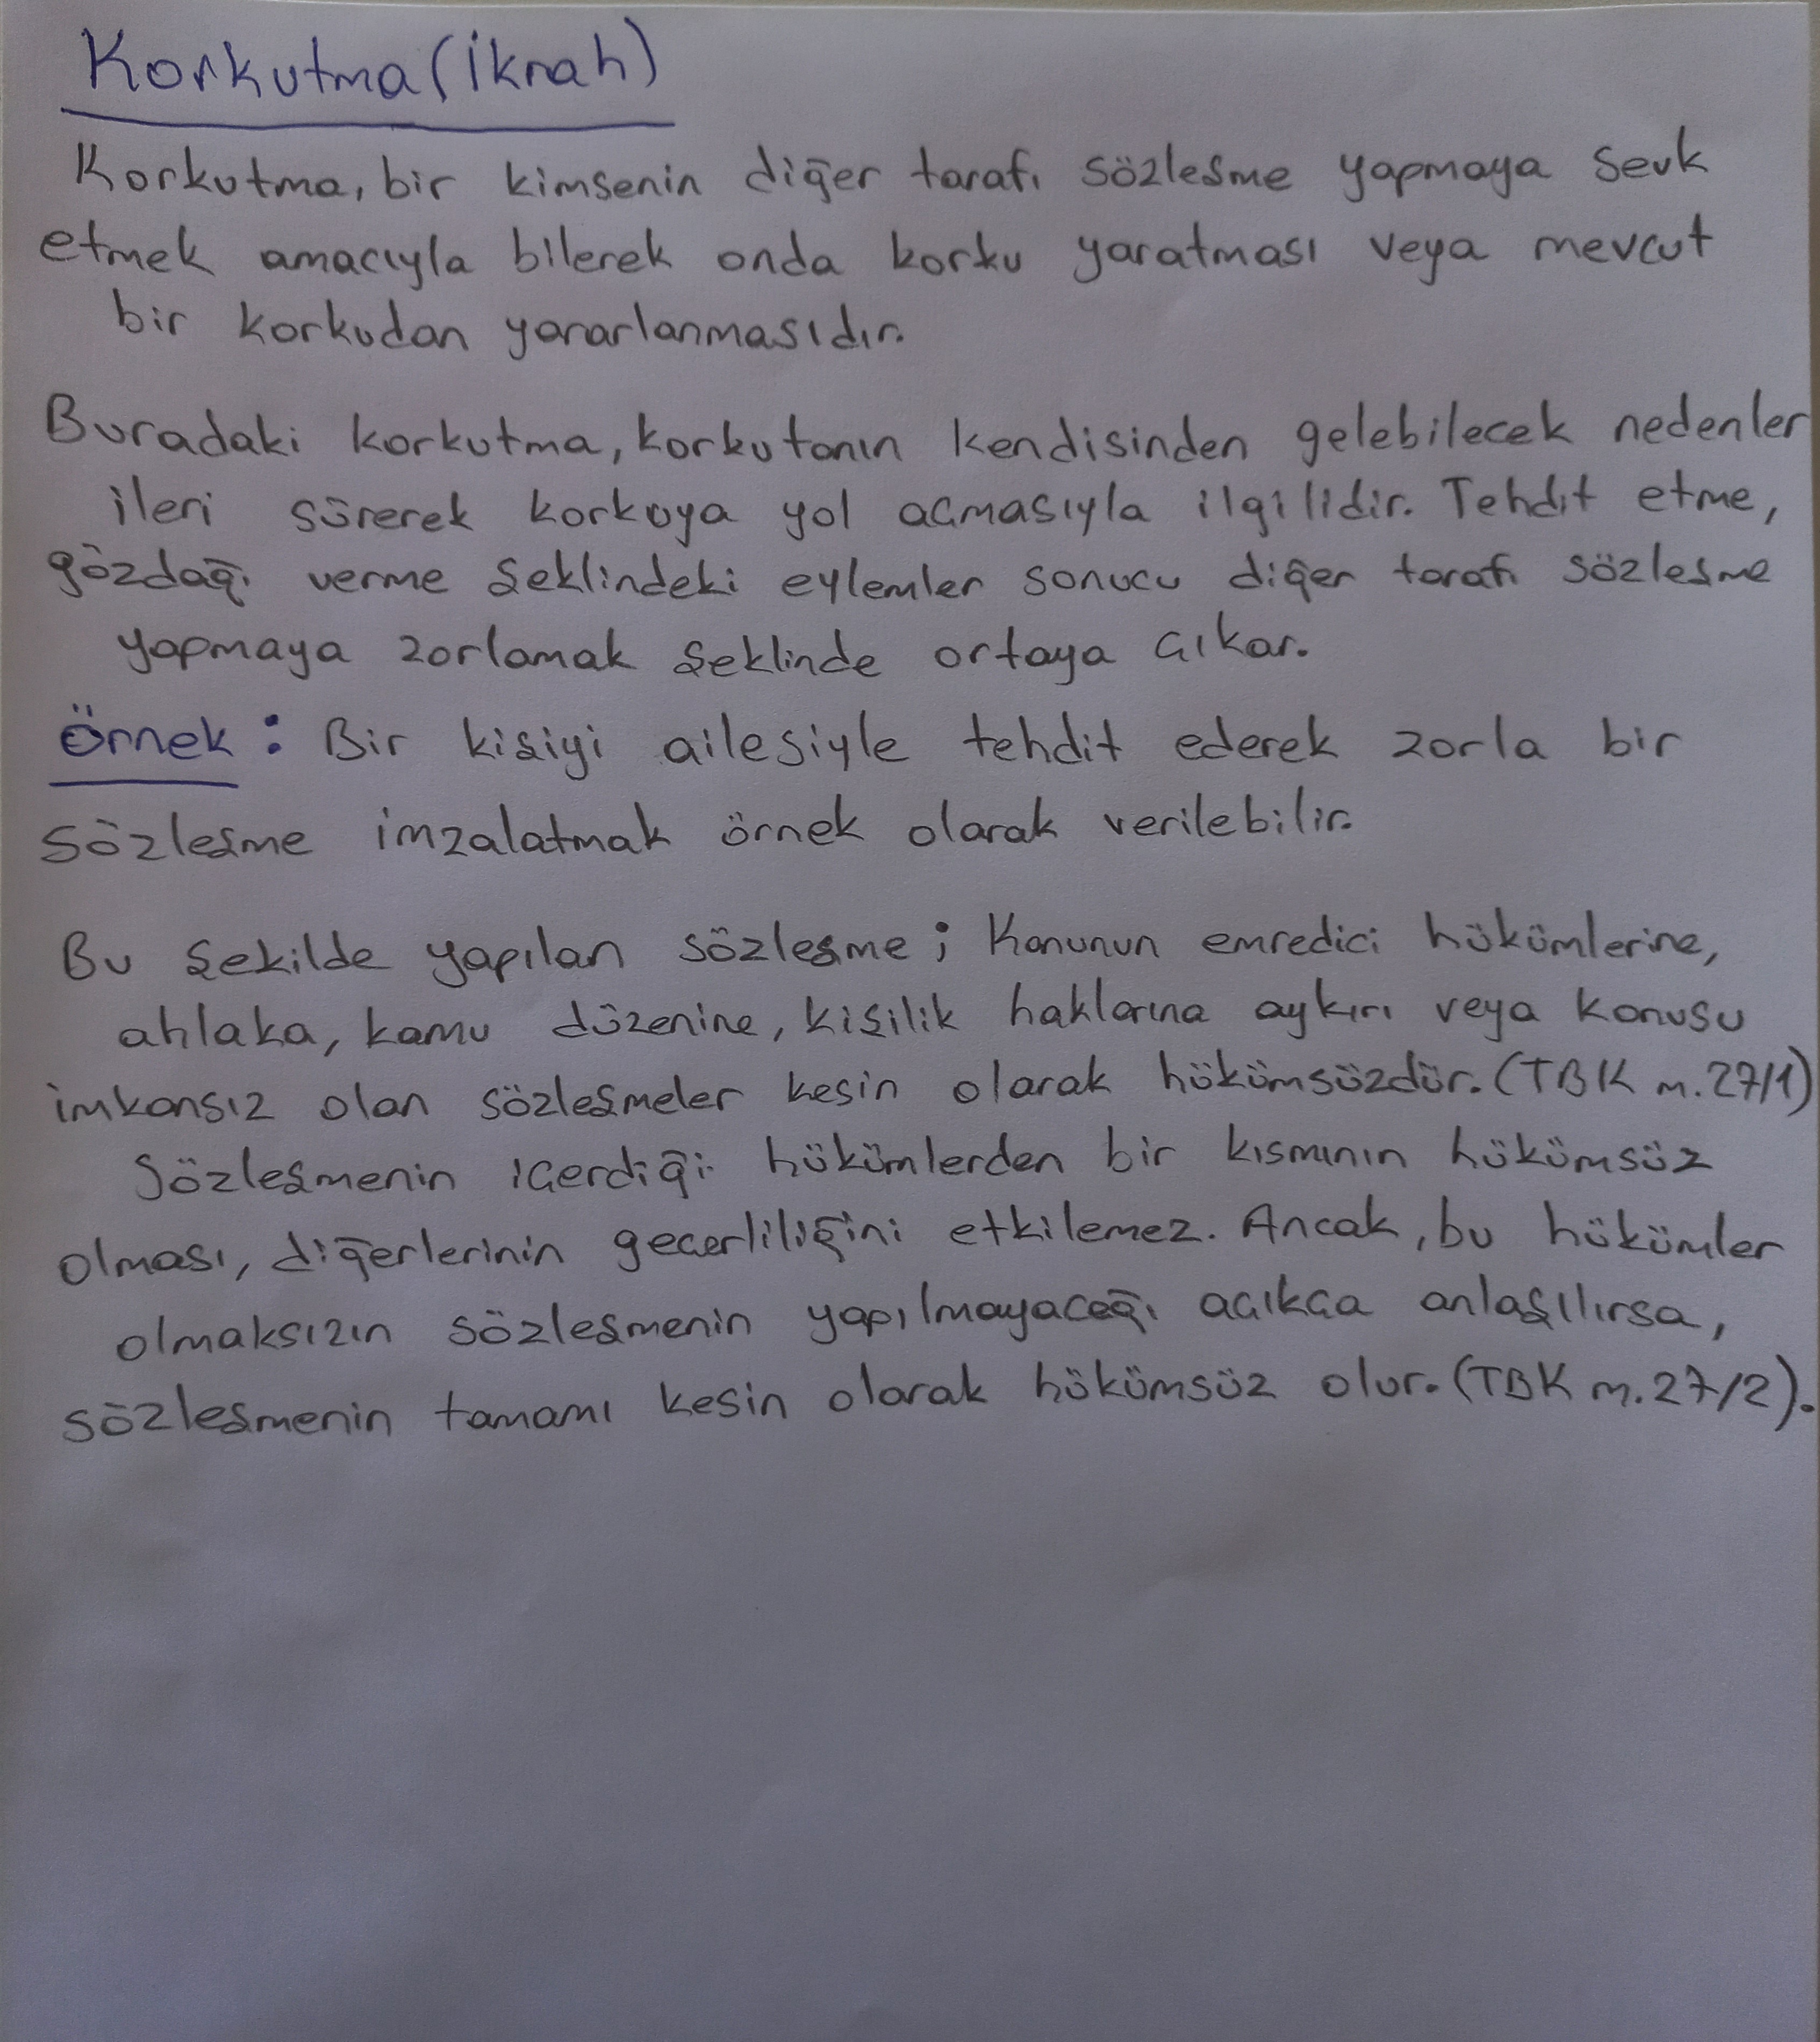 Korkutma (İkrah)
Korkutma, bir kimsenin diğer tarafı sözleşme yapmaya sevk
etmek amacıyla bilerek onda korku yaratması veya mevcut
bir korkudan yararlanmasıdır.
Buradaki korkutma, korkutanın kendisinden gelebilecek nedenler
ileri sürerek korkuya yol açmasıyla ilgilidir. Tehdit etme,
gözdağı verme şeklindeki eylemler sonucu diğer tarafı sözleşme
yapmaya zorlamak şeklinde ortaya çıkar.
Örnek : Bir kişiyi ailesiyle tehdit ederek zorla bir
sözleşme imzalatmak örnek olarak verilebilir.
Bu şekilde yapılan sözleşme ; Kanunun emredici hükümlerine,
ahlaka, kamu düzenine, kişilik haklarına aykırı veya konusu
imkansız olan sözleşmeler kesin olarak hükümsüzdür. (TBK m.27/1)
Sözleşmenin içerdiği hükümlerden bir kısmının hükümsüz
olması, diğerlerinin geçerliliğini etkilemez. Ancak, bu hükümler
olmaksızın sözleşmenin yapılmayacağı açıkça anlaşılırsa,
sözleşmenin tamamı kesin olarak hükümsüz olur. (TBK m.27/2).